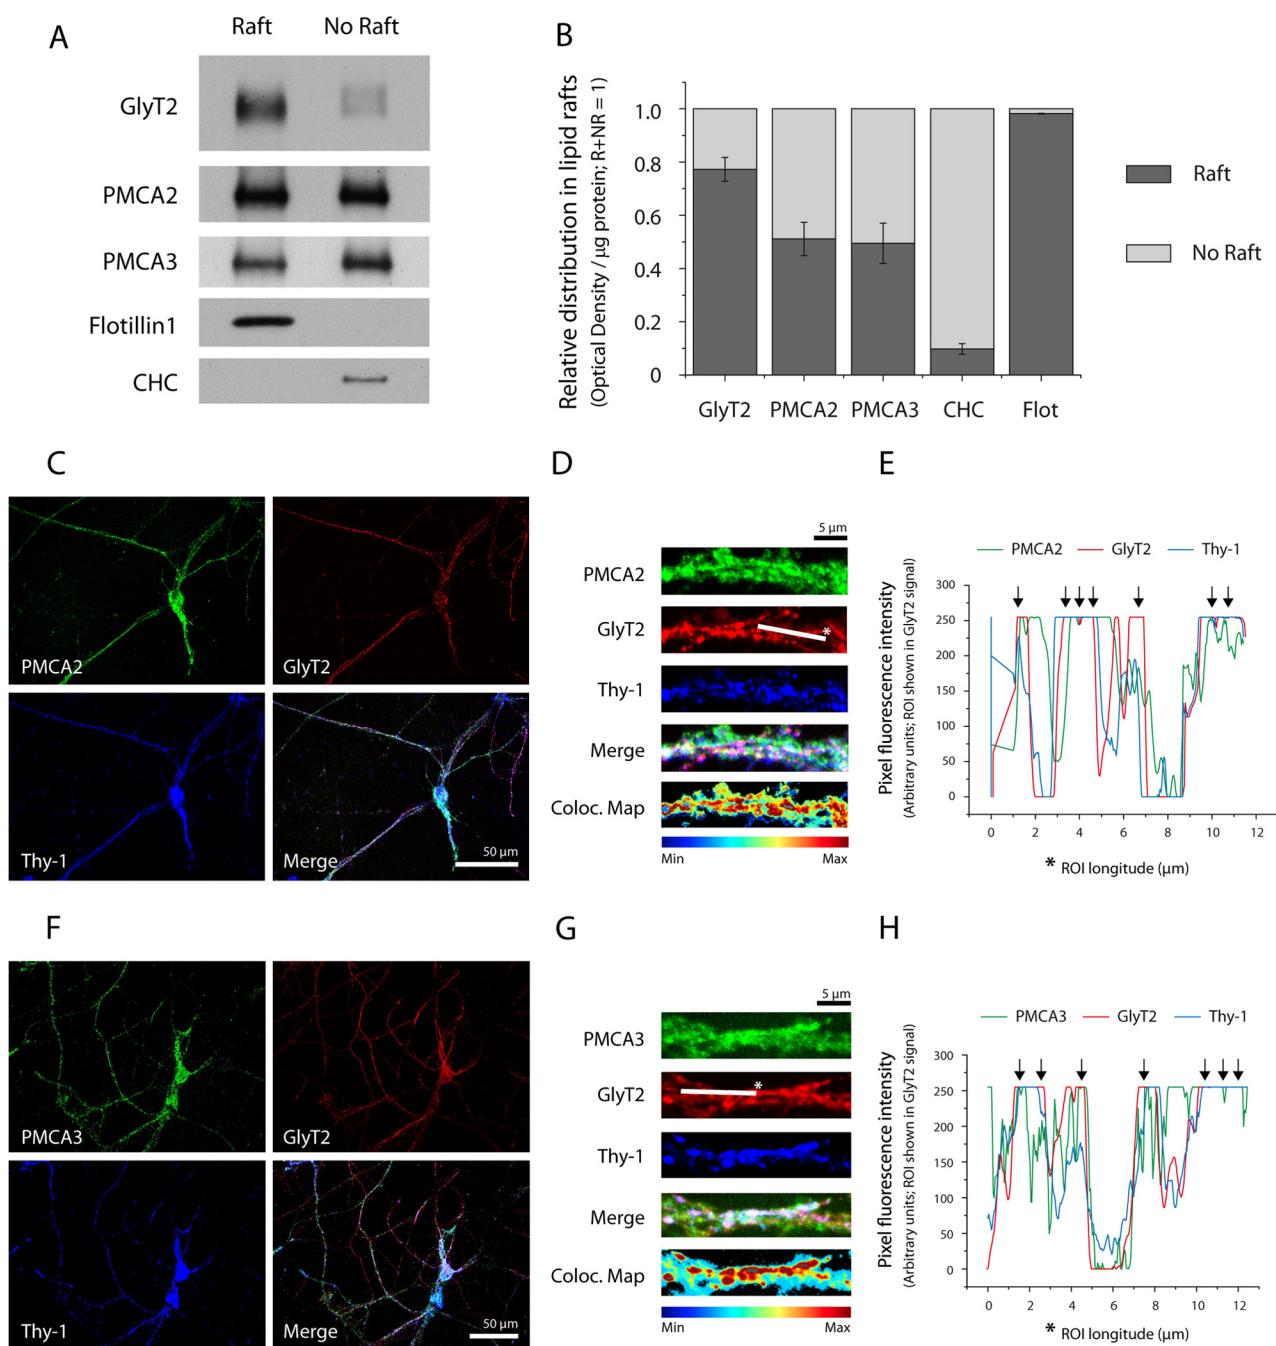 A
Raft
No Raft
GlyT2
PMCA2
PMCA3
Flotillin1
CHC
B
Relative distribution in lipid rafts
(Optical Density / μg protein; R+NR = 1)
1.0
0.8
0.6
0.4
0.2
0
GlyT2
PMCA2
PMCA3
CHC
Flot
Raft
No Raft
C
PMCA2
GlyT2
Thy-1
Merge
50 μm
D
5 μm
PMCA2
GlyT2
*
Thy-1
Merge
Coloc. Map
Min
Max
E
PMCA2
GlyT2
Thy-1
Pixel fluorescence intensity
(Arbitrary units; ROI shown in GlyT2 signal)
300
250
200
150
100
50
0
0
2
4
6
8
10
12
* ROI longitude (μm)
F
PMCA3
GlyT2
Thy-1
Merge
50 μm
G
5 μm
PMCA3
GlyT2
*
Thy-1
Merge
Coloc. Map
Min
Max
H
PMCA3
GlyT2
Thy-1
Pixel fluorescence intensity
(Arbitrary units; ROI shown in GlyT2 signal)
300
250
200
150
100
50
0
0
2
4
6
8
10
12
* ROI longitude (μm)